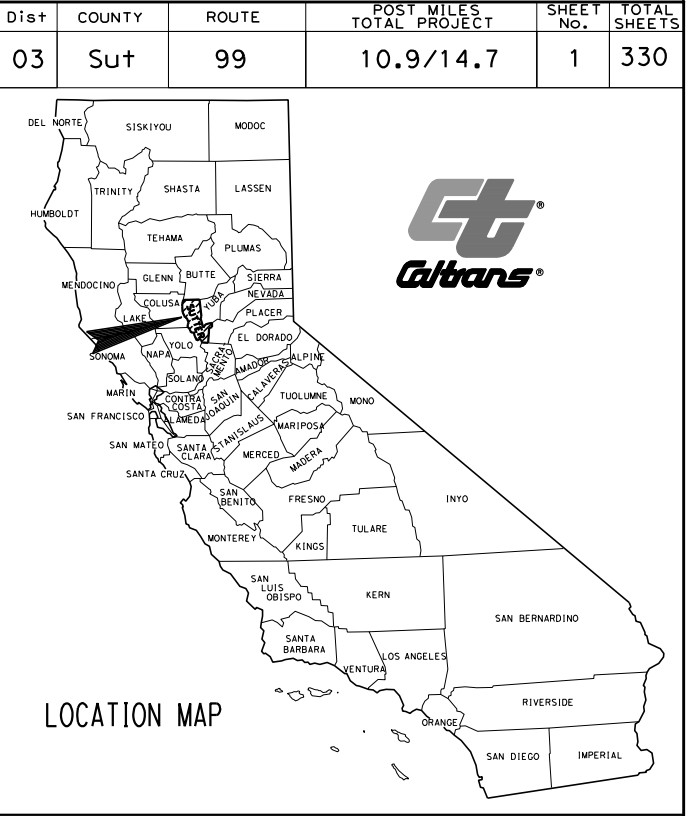 Dist COUNTY ROUTE POST MILES TOTAL PROJECT SHEET No. TOTAL SHEETS
03 Sut 99 10.9/14.7 1 330
DEL NORTE
SISKIYOU
MODOC
TRINITY
SHASTA
LASSEN
HUMBOLDT
TEHAMA
PLUMAS
MENDOCINO
GLENN
BUTTE
SIERRA
COLUSA
YUBA
NEVADA
LAKE
SUTTER
PLACER
SONOMA
NAPA
YOLO
SACRA-
MENTO
EL DORADO
ALPINE
SOLANO
AMADOR
CALAVERAS
MARIN
CONTRA
COSTA
SAN
JOAQUIN
TUOLUMNE
MONO
SAN FRANCISCO
ALAMEDA
STANISLAUS
MARIPOSA
SAN MATEO
SANTA
CLARA
MERCED
MADERA
SANTA CRUZ
SAN
BENITO
FRESNO
INYO
MONTEREY
KINGS
TULARE
SAN
LUIS
OBISPO
KERN
SAN BERNARDINO
SANTA
BARBARA
VENTURA
LOS ANGELES
ORANGE
RIVERSIDE
SAN DIEGO
IMPERIAL
Ct®
Caltrans®
LOCATION MAP